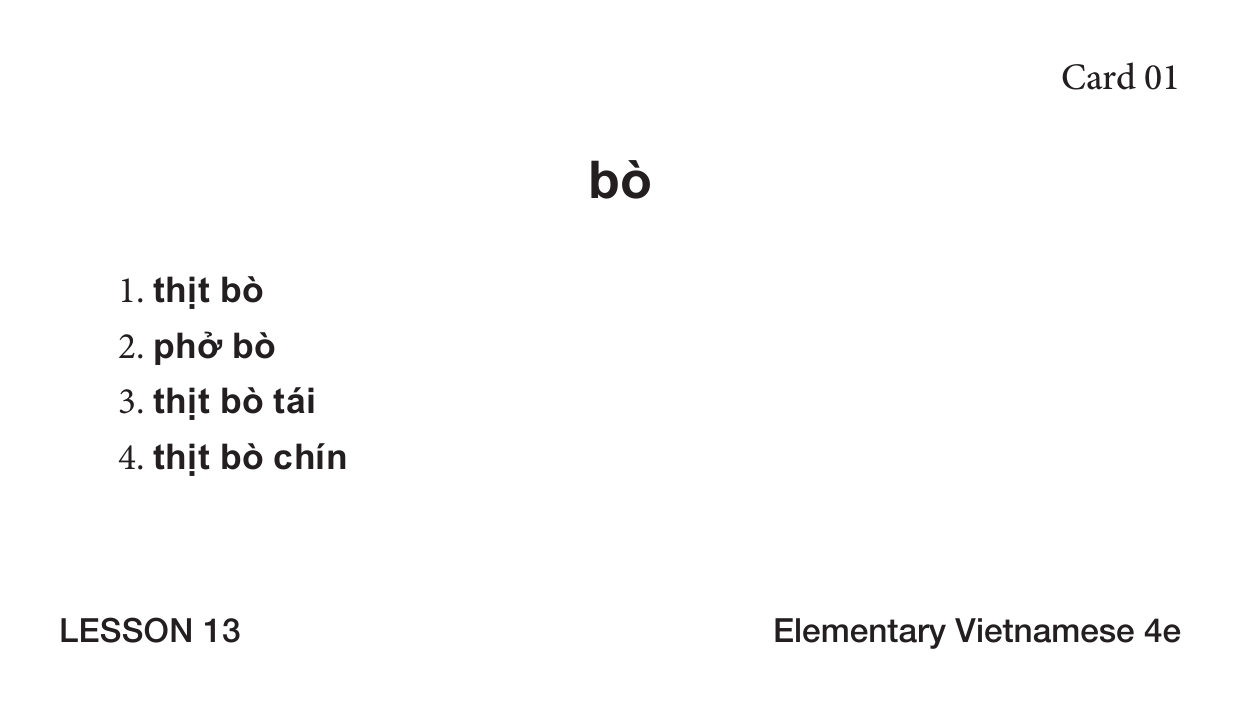 Card 01
bò
1. thịt bò
2. phở bò
3. thịt bò tái
4. thịt bò chín
LESSON 13
Elementary Vietnamese 4e